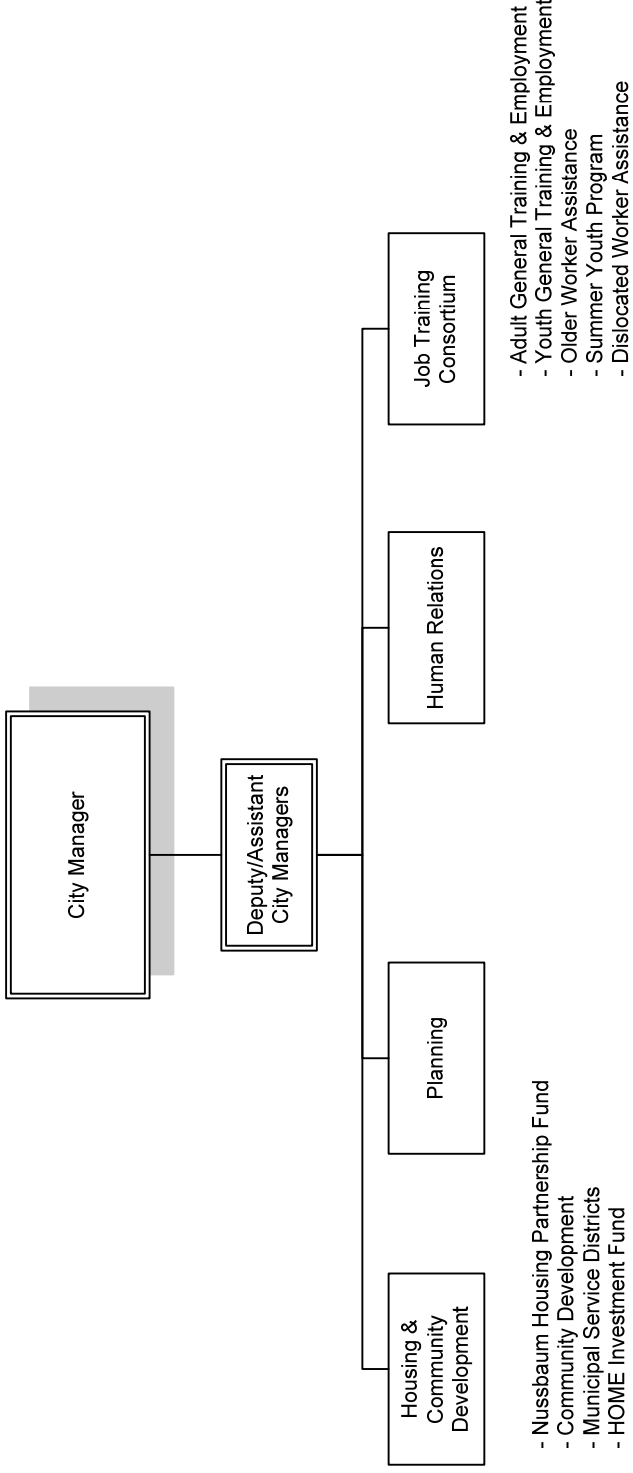 City Manager
Deputy/Assistant
City Managers
Housing &
Community
Development
Planning
Human Relations
Job Training
Consortium
- Nussbaum Housing Partnership Fund
- Community Development
- Municipal Service Districts
- HOME Investment Fund
- Adult General Training & Employment
- Youth General Training & Employment
- Older Worker Assistance
- Summer Youth Program
- Dislocated Worker Assistance